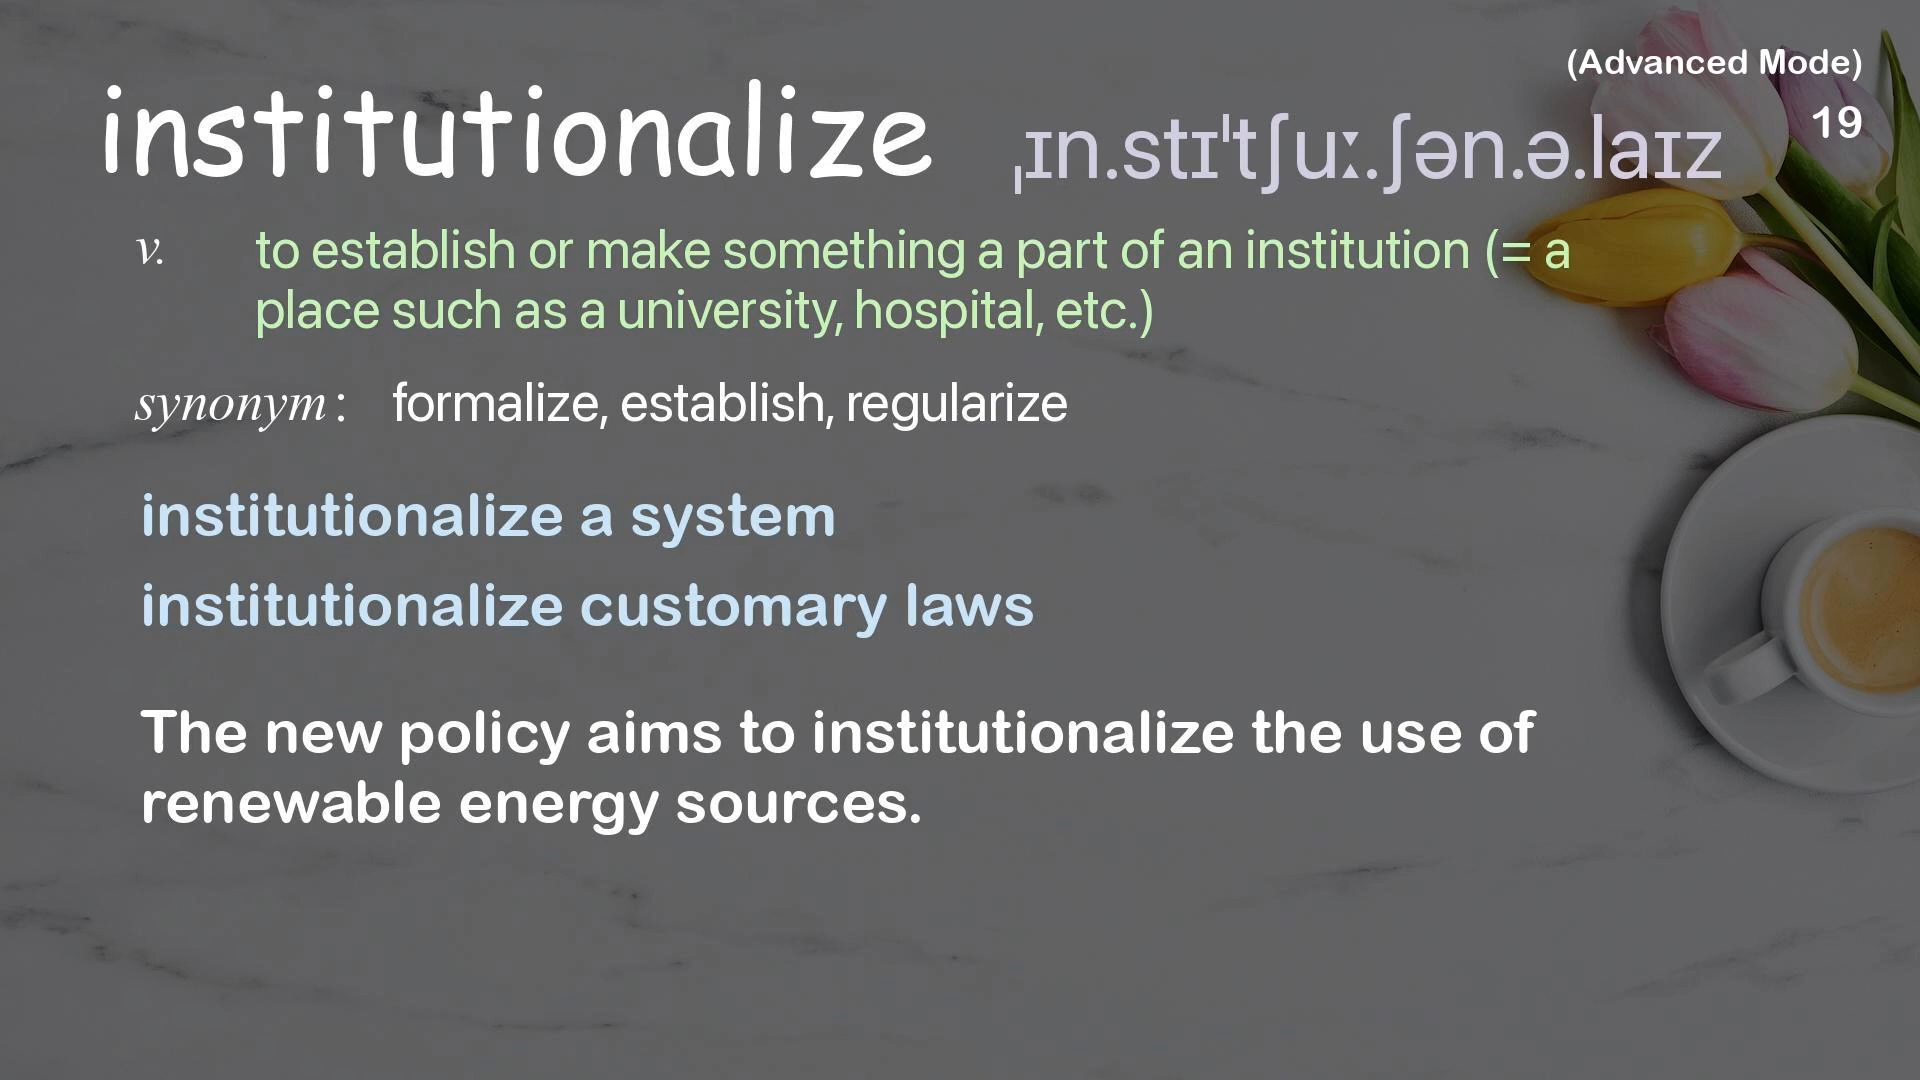 (Advanced Mode)
institutionalize ˌɪn.stɪˈtʃuː.ʃən.ə.laɪz 19
v. to establish or make something a part of an institution (= a
place such as a university, hospital, etc.)
synonym: formalize, establish, regularize
institutionalize a system
institutionalize customary laws
The new policy aims to institutionalize the use of
renewable energy sources.